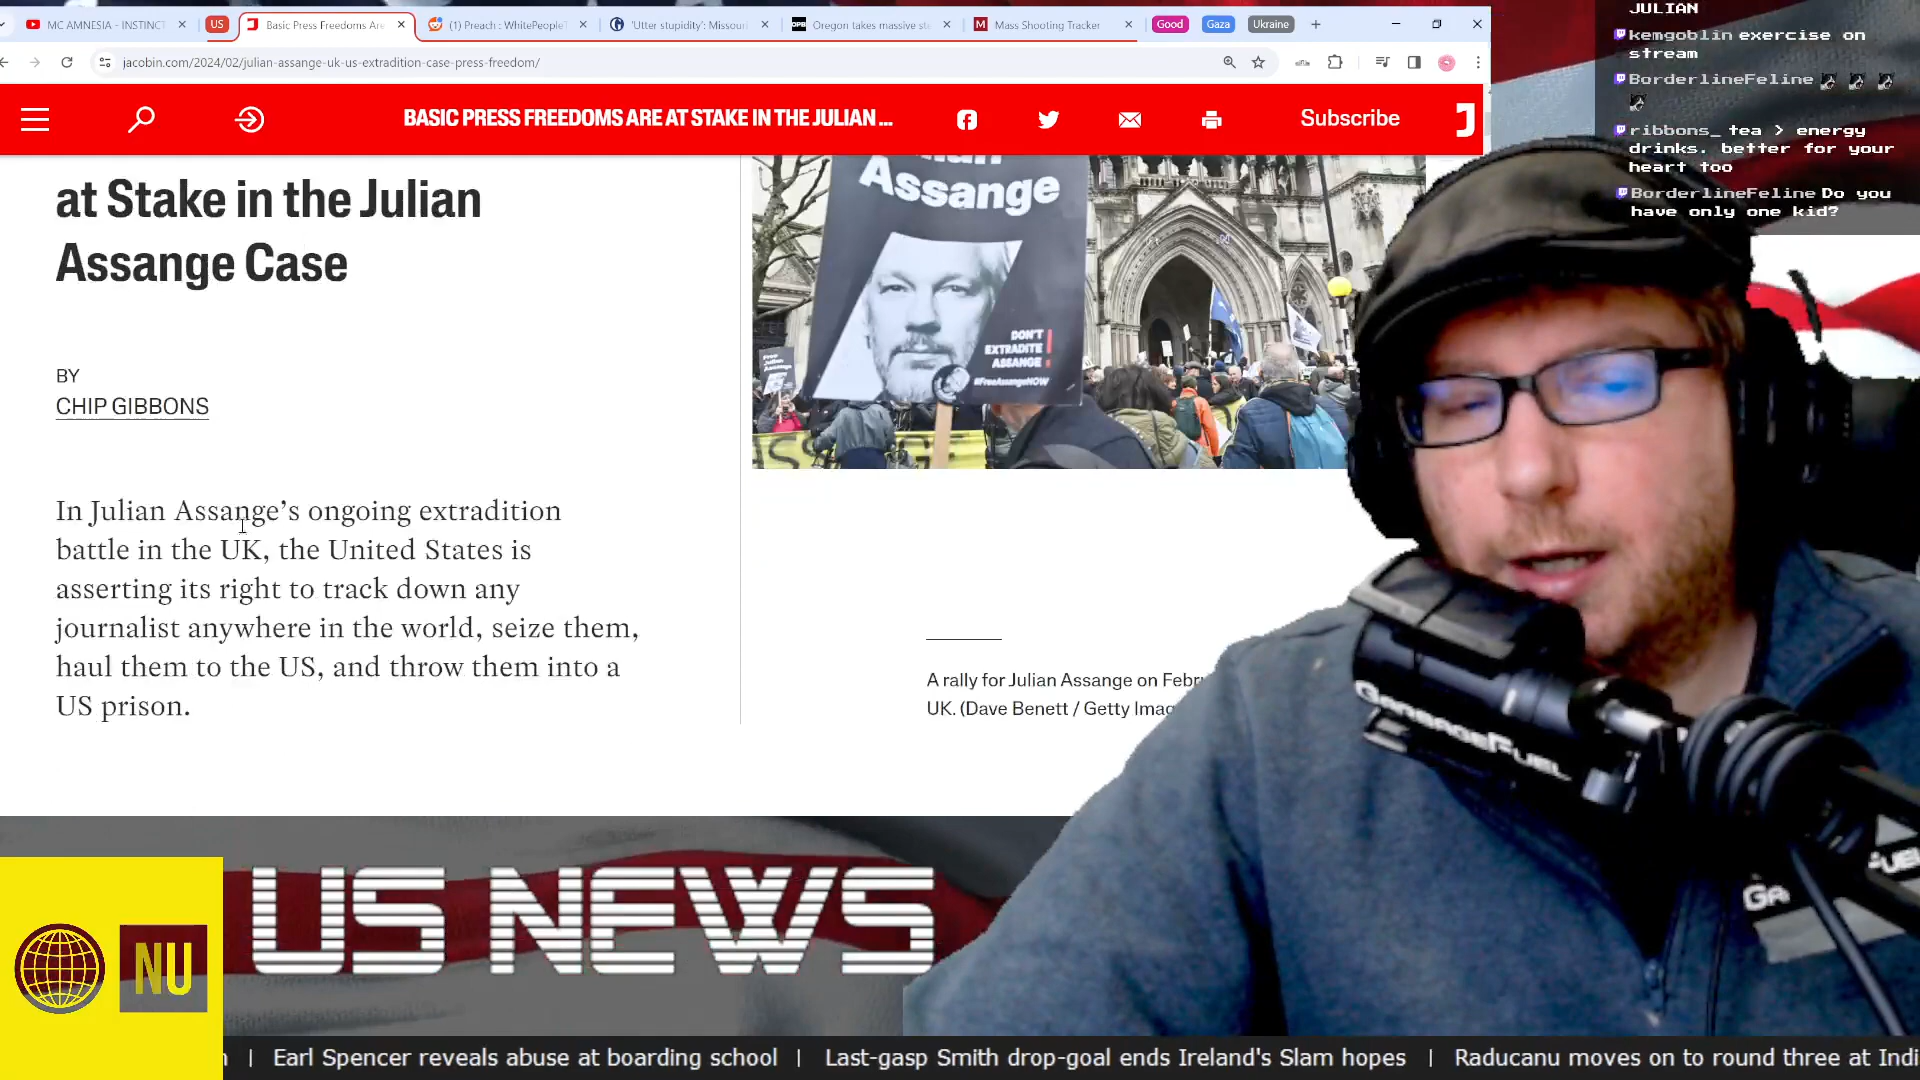 MC AMNESIA - INSTINCT
US
Basic Press Freedoms Are
(1) Preach : WhitePeopleT
'Utter stupidity': Missouri
Oregon takes massive ste
Mass Shooting Tracker
Good
Gaza
Ukraine
jacobin.com/2024/02/julian-assange-uk-us-extradition-case-press-freedom/
BASIC PRESS FREEDOMS ARE AT STAKE IN THE JULIAN ...
Subscribe
at Stake in the Julian
Assange Case
BY
CHIP GIBBONS
In Julian Assange’s ongoing extradition
battle in the UK, the United States is
asserting its right to track down any
journalist anywhere in the world, seize them,
haul them to the US, and throw them into a
US prison.
Assange
DON'T
EXTRADITE
ASSANGE
#FreeAssangeNOW
A rally for Julian Assange on Febru
UK. (Dave Benett / Getty Imag
JULIAN
kemgoblin exercise on
stream
BorderlineFeline
ribbons_ tea > energy
drinks. better for your
heart too
BorderlineFeline Do you
have only one kid?
GARBAGEFUEL
GA
FUEL
US NEWS
NU
Earl Spencer reveals abuse at boarding school | Last-gasp Smith drop-goal ends Ireland's Slam hopes | Raducanu moves on to round three at Indi